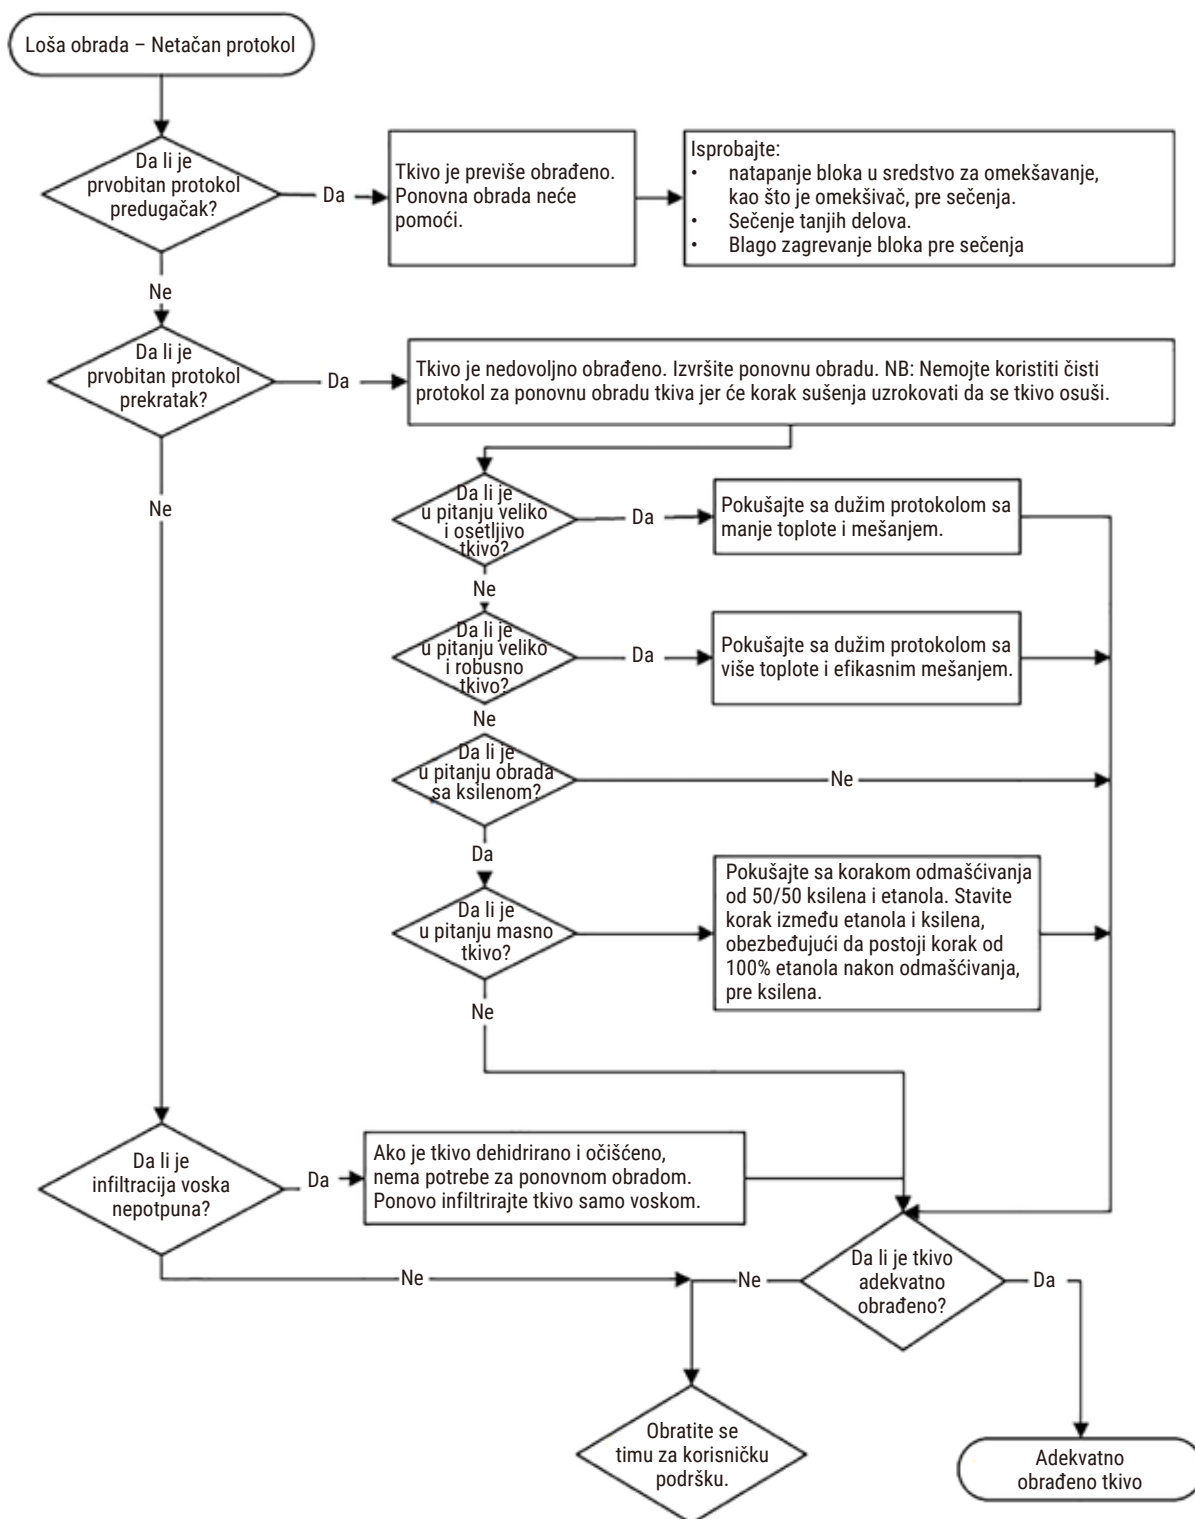 Loša obrada – Netačan protokol
Da li je
prvobitan protokol
predugačak?
Da
Tkivo je previše obrađeno.
Ponovna obrada neće
pomoći.
Isprobajte:
• natapanje bloka u sredstvo za omekšavanje,
kao što je omekšivač, pre sečenja.
• Sečenje tanjih delova.
• Blago zagrevanje bloka pre sečenja
Ne
Da li je
prvobitan protokol
prekratak?
Da
Tkivo je nedovoljno obrađeno. Izvršite ponovnu obradu. NB: Nemojte koristiti čisti
protokol za ponovnu obradu tkiva jer će korak sušenja uzrokovati da se tkivo osuši.
Ne
Da li je
u pitanju veliko
i osetljivo
tkivo?
Da
Pokušajte sa dužim protokolom sa
manje toplote i mešanjem.
Ne
Da li je
u pitanju veliko
i robusno
tkivo?
Da
Pokušajte sa dužim protokolom sa
više toplote i efikasnim mešanjem.
Ne
Da li je
u pitanju obrada
sa ksilenom?
Ne
Da
Da li je
u pitanju masno
tkivo?
Pokušajte sa korakom odmašćivanja
od 50/50 ksilena i etanola. Stavite
korak između etanola i ksilena,
obezbeđujući da postoji korak od
100% etanola nakon odmašćivanja,
pre ksilena.
Ne
Da li je
infiltracija voska
nepotpuna?
Da
Ako je tkivo dehidrirano i očišćeno,
nema potrebe za ponovnom obradom.
Ponovo infiltrirajte tkivo samo voskom.
Ne
Ne
Da li je tkivo
adekvatno
obrađeno?
Da
Obratite se
timu za korisničku
podršku.
Adekvatno
obrađeno tkivo